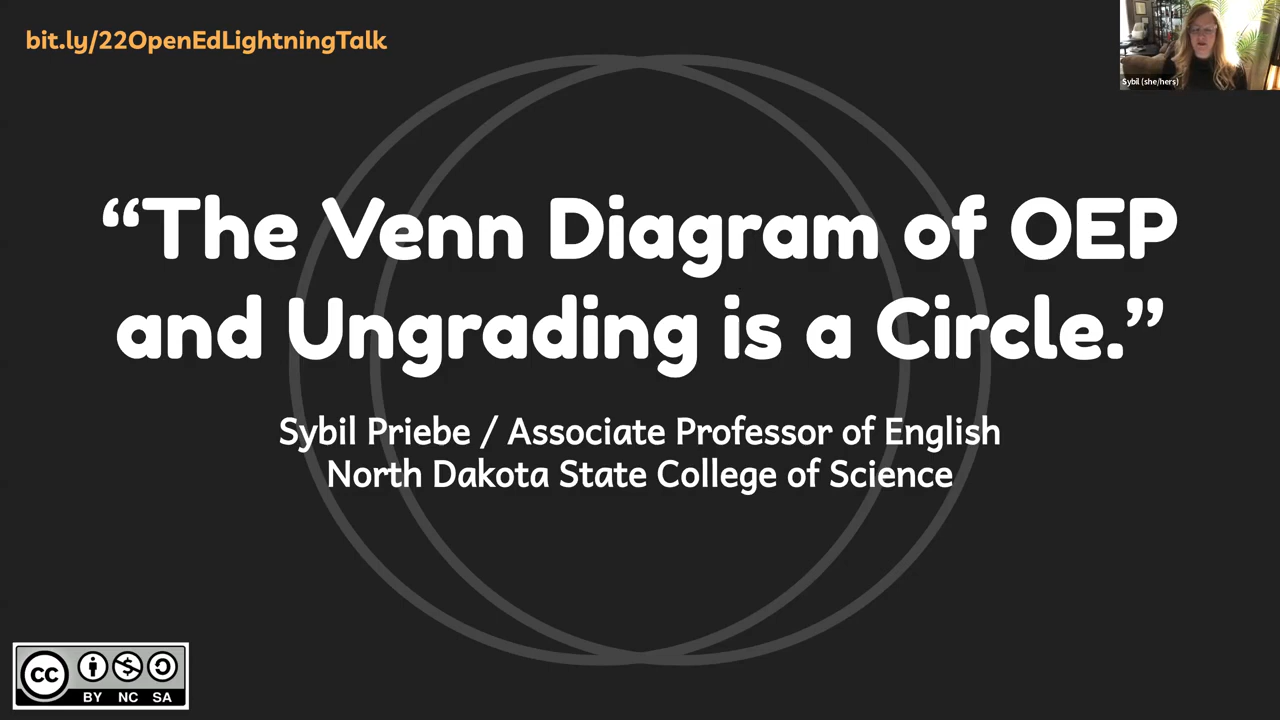 bit.ly/22OpenEdLightningTalk
Sybil (she/hers)
“The Venn Diagram of OEP
and Ungrading is a Circle.”
Sybil Priebe / Associate Professor of English
North Dakota State College of Science
CC
BY NC SA